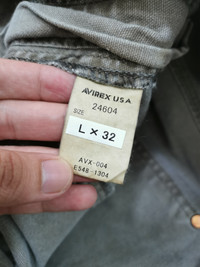 AVIREX USA
24604
SIZE
L × 32
AVX-004
E548 1304